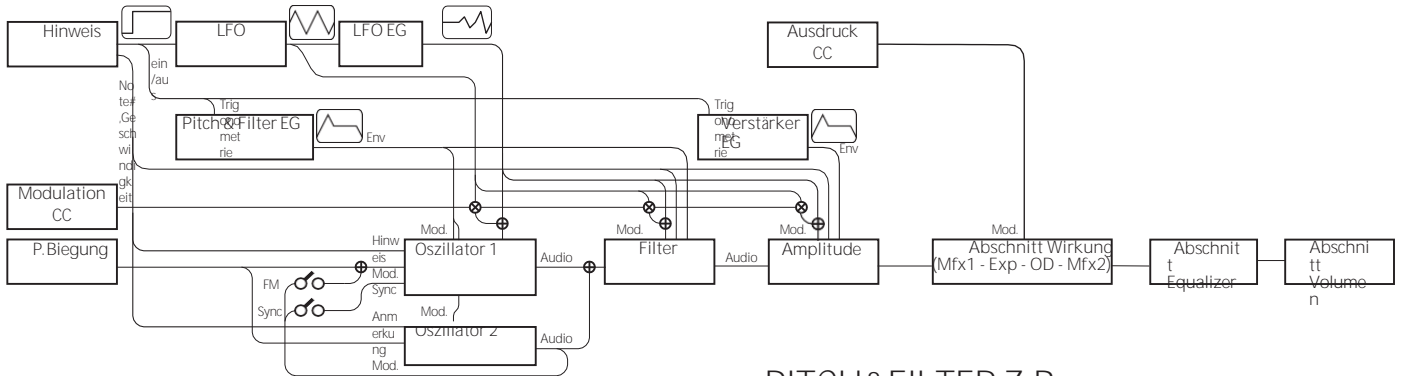 Hinweis
LFO
LFO EG
Ausdruck
CC
ein
/au
s
No
te#
,Ge
sch
wi
ndi
gk
eit
Trig
ono
met
rie
Pitch & Filter EG
Env
Trig
ono
met
rie
Verstärker
EG
Env
Modulation
CC
P. Biegung
Mod.
Hinw
eis
Mod.
Sync
Oszillator 1
Audio
Mod.
Filter
Audio
Mod.
Amplitude
Mod.
Abschnitt Wirkung
(Mfx1 - Exp - OD - Mfx2)
Abschnit
t
Equalizer
Abschni
tt
Volume
n
FM
Sync
Mod.
Anm
erku
ng
Mod.
Oszillator 2
Audio